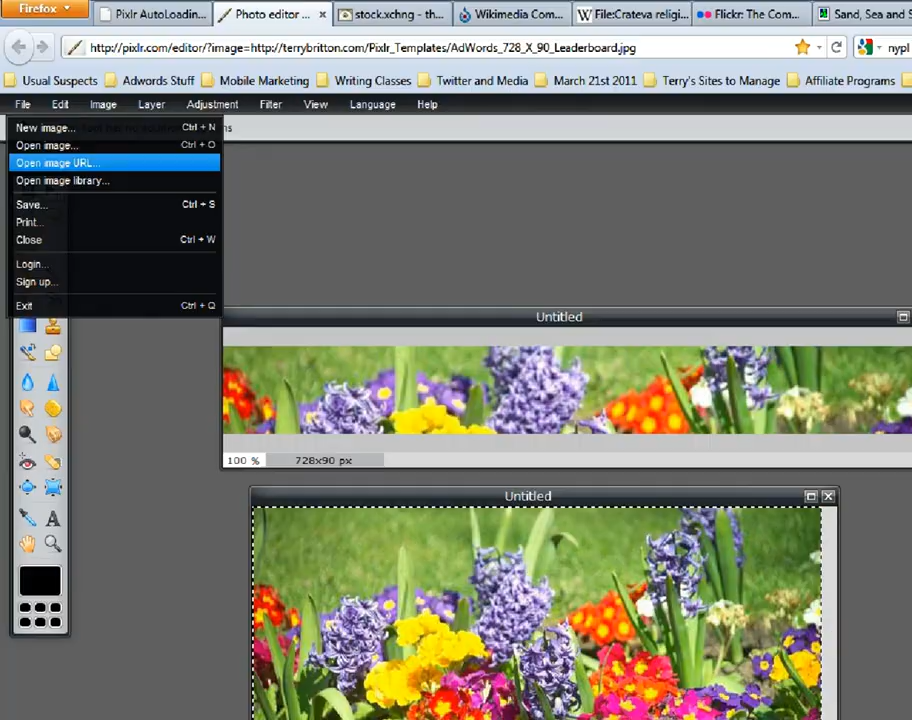 Firefox
Pixlr AutoLoadin... Photo editor ... stock.xchng - th... Wikimedia Com... File:Crateva religi... Flickr: The Com... Sand, Sea and S
http://pixlr.com/editor/?image=http://terrybritton.com/Pixlr_Templates/AdWords_728_X_90_Leaderboard.jpg nypl
Usual Suspects Adwords Stuff Mobile Marketing Writing Classes Twitter and Media March 21st 2011 Terry's Sites to Manage Affiliate Programs
File Edit Image Layer Adjustment Filter View Language Help
New image... Ctrl + N
Open image... Ctrl + O
Open image URL...
Open image library...
Save... Ctrl + S
Print...
Close Ctrl + W
Login...
Sign up...
Exit Ctrl + Q
Untitled
100 % 728x90 px
Untitled